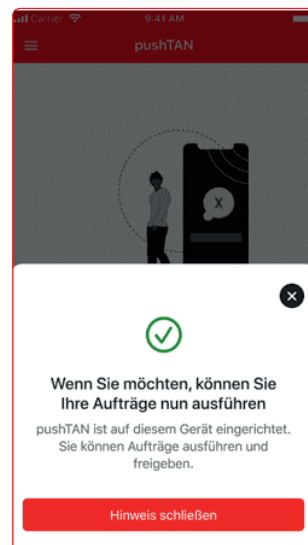 Carrier 9:41 AM
pushTAN
X
Wenn Sie möchten, können Sie
Ihre Aufträge nun ausführen
pushTAN ist auf diesem Gerät eingerichtet.
Sie können Aufträge ausführen und
freigeben.
Hinweis schließen